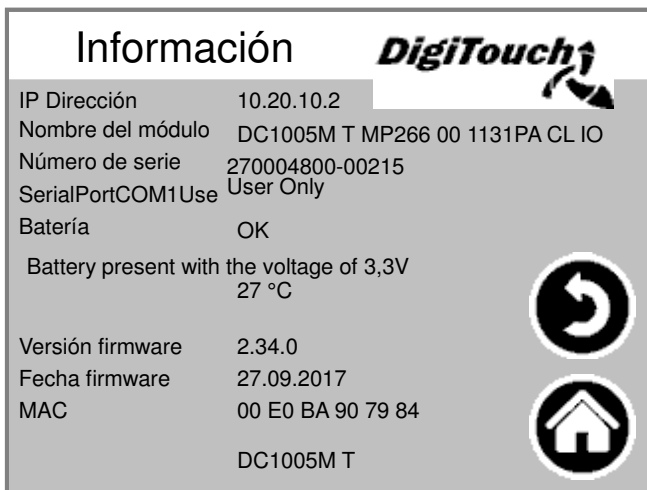 Información
DigiTouch
IP Dirección 10.20.10.2
Nombre del módulo DC1005M T MP266 00 1131PA CL IO
Número de serie 270004800-00215
SerialPortCOM1Use User Only
Batería OK
Battery present with the voltage of 3,3V
27 °C
Versión firmware 2.34.0
Fecha firmware 27.09.2017
MAC 00 E0 BA 90 79 84
DC1005M T